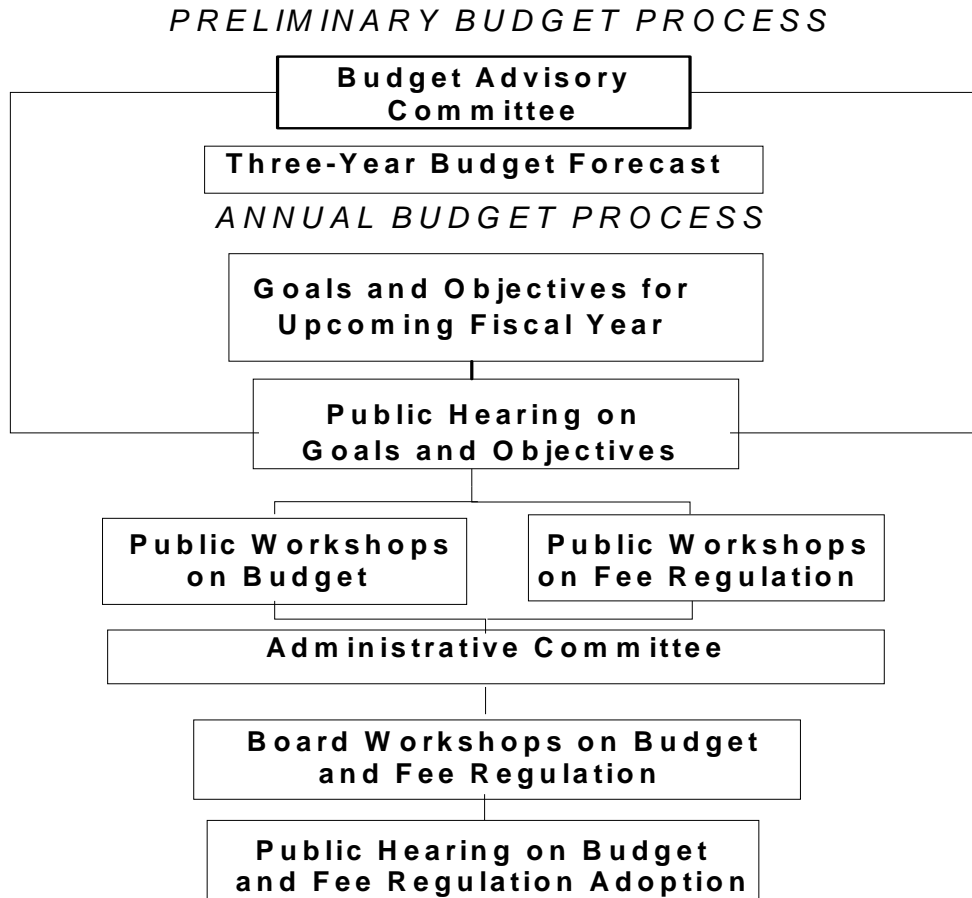 PRELIMINARY BUDGET PROCESS
Budget Advisory
Committee
Three-Year Budget Forecast
ANNUAL BUDGET PROCESS
Goals and Objectives for
Upcoming Fiscal Year
Public Hearing on
Goals and Objectives
Public Workshops
on Budget
Public Workshops
on Fee Regulation
Administrative Committee
Board Workshops on Budget
and Fee Regulation
Public Hearing on Budget
and Fee Regulation Adoption